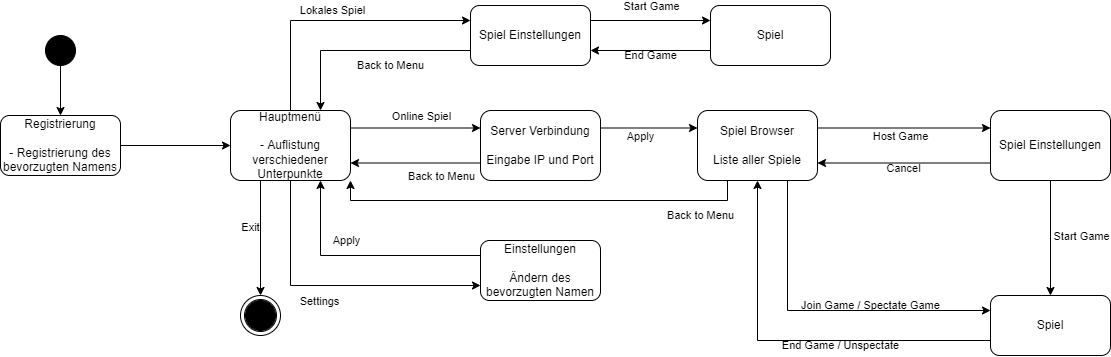 Lokales Spiel
Start Game
Spiel Einstellungen
Spiel
End Game
Back to Menu
Registrierung
- Registrierung des
bevorzugten Namens
Hauptmenü
- Auflistung
verschiedener
Unterpunkte
Online Spiel
Server Verbindung
Eingabe IP und Port
Apply
Spiel Browser
Liste aller Spiele
Host Game
Spiel Einstellungen
Cancel
Back to Menu
Back to Menu
Exit
Apply
Einstellungen
Ändern des
bevorzugten Namen
Settings
Start Game
Join Game / Spectate Game
Spiel
End Game / Unspectate